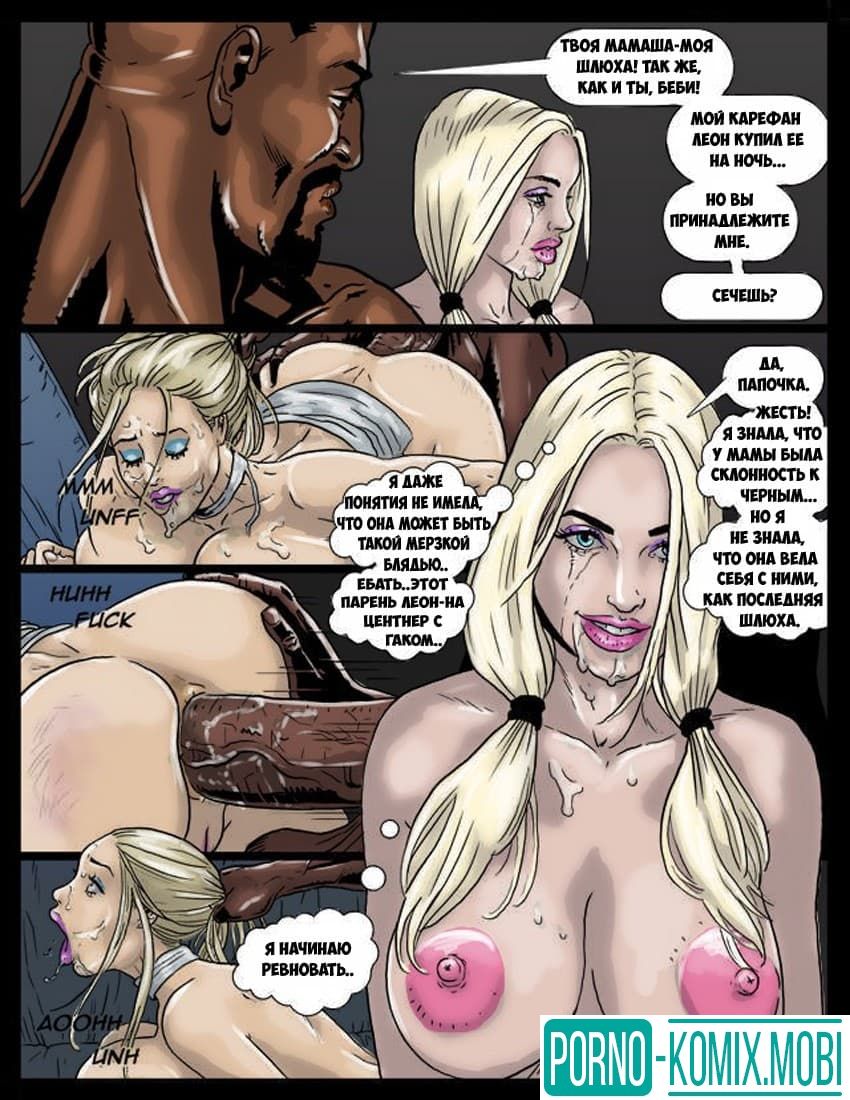 ТВОЯ МАМАША-МОЯ
ШЛЮХА! ТАК ЖЕ,
КАК И ТЫ, БЕБИ!
МОЙ КАРЕФАН
ЛЕОН КУПИЛ ЕЕ
НА НОЧЬ...
НО ВЫ
ПРИНАДЛЕЖИТЕ
МНЕ.
СЕЧЕШЬ?
ДА,
ПАПОЧКА.
ЖЕСТЬ!
Я ЗНАЛА, ЧТО
У МАМЫ БЫЛА
СКЛОННОСТЬ К
ЧЕРНЫМ...
НО Я
НЕ ЗНАЛА,
ЧТО ОНА ВЕЛА
СЕБЯ С НИМИ,
КАК ПОСЛЕДНЯЯ
ШЛЮХА.
MMM
UNFF
Я ДАЖЕ
ПОНЯТИЯ НЕ ИМЕЛА,
ЧТО ОНА МОЖЕТ БЫТЬ
ТАКОЙ МЕРЗКОЙ
БЛЯДЬЮ..
ЕБАТЬ..ЭТОТ
ПАРЕНЬ ЛЕОН-НА
ЦЕНТНЕР С
ГАКОМ..
HUHH
FUCK
Я НАЧИНАЮ
РЕВНОВАТЬ..
AOOHH
UNH
PORNO-KOMIX.MOBI